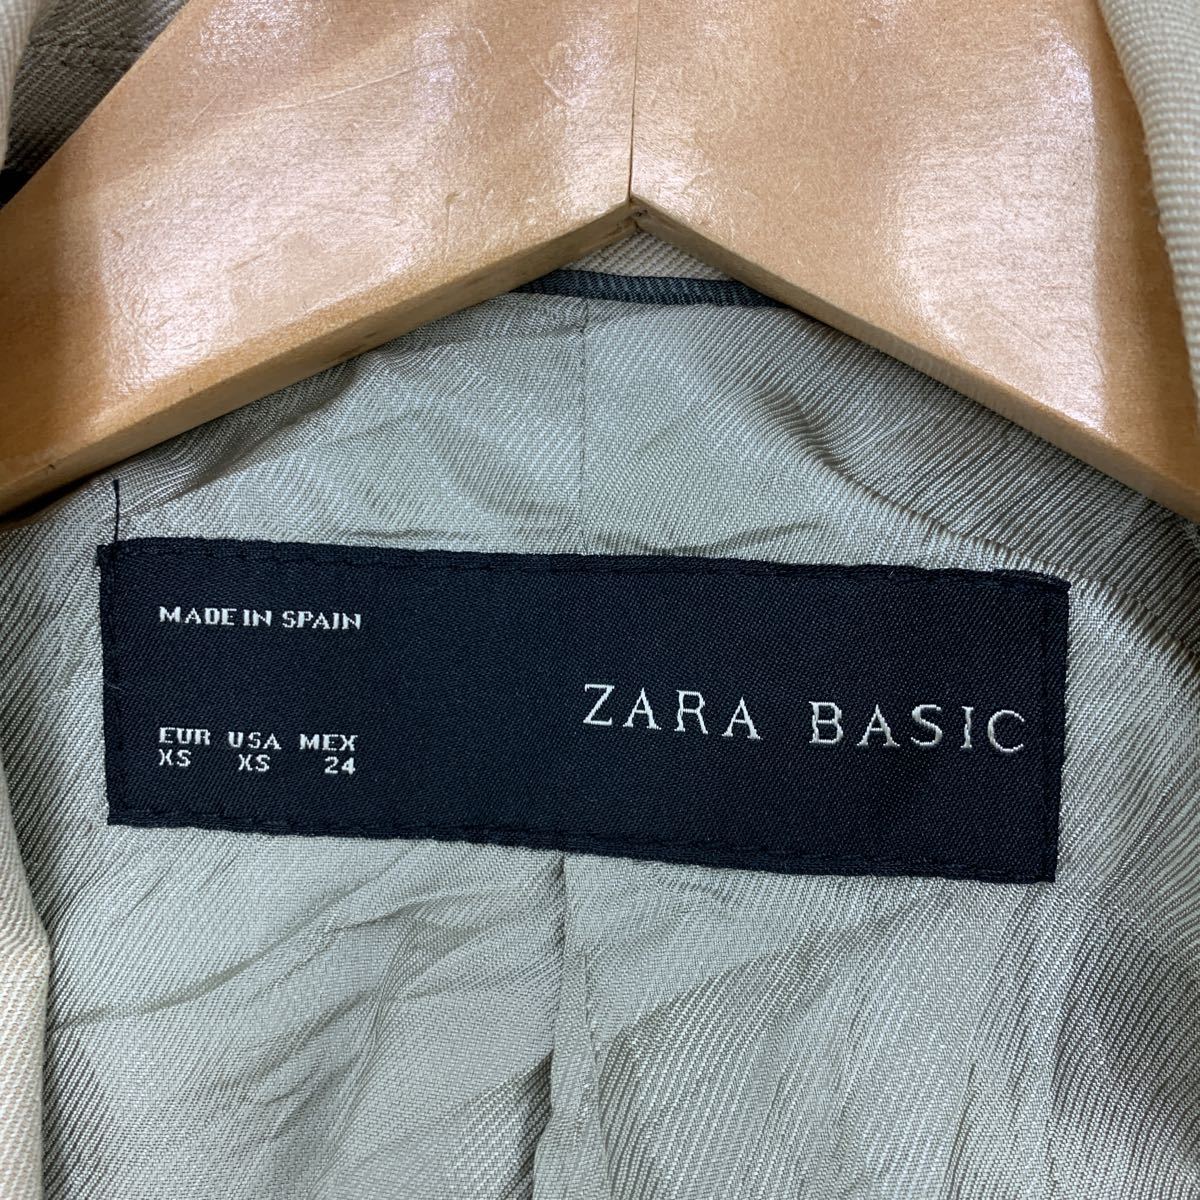 MADE IN SPAIN
ZARA BASIC
EUR USA MEX
XS XS 24